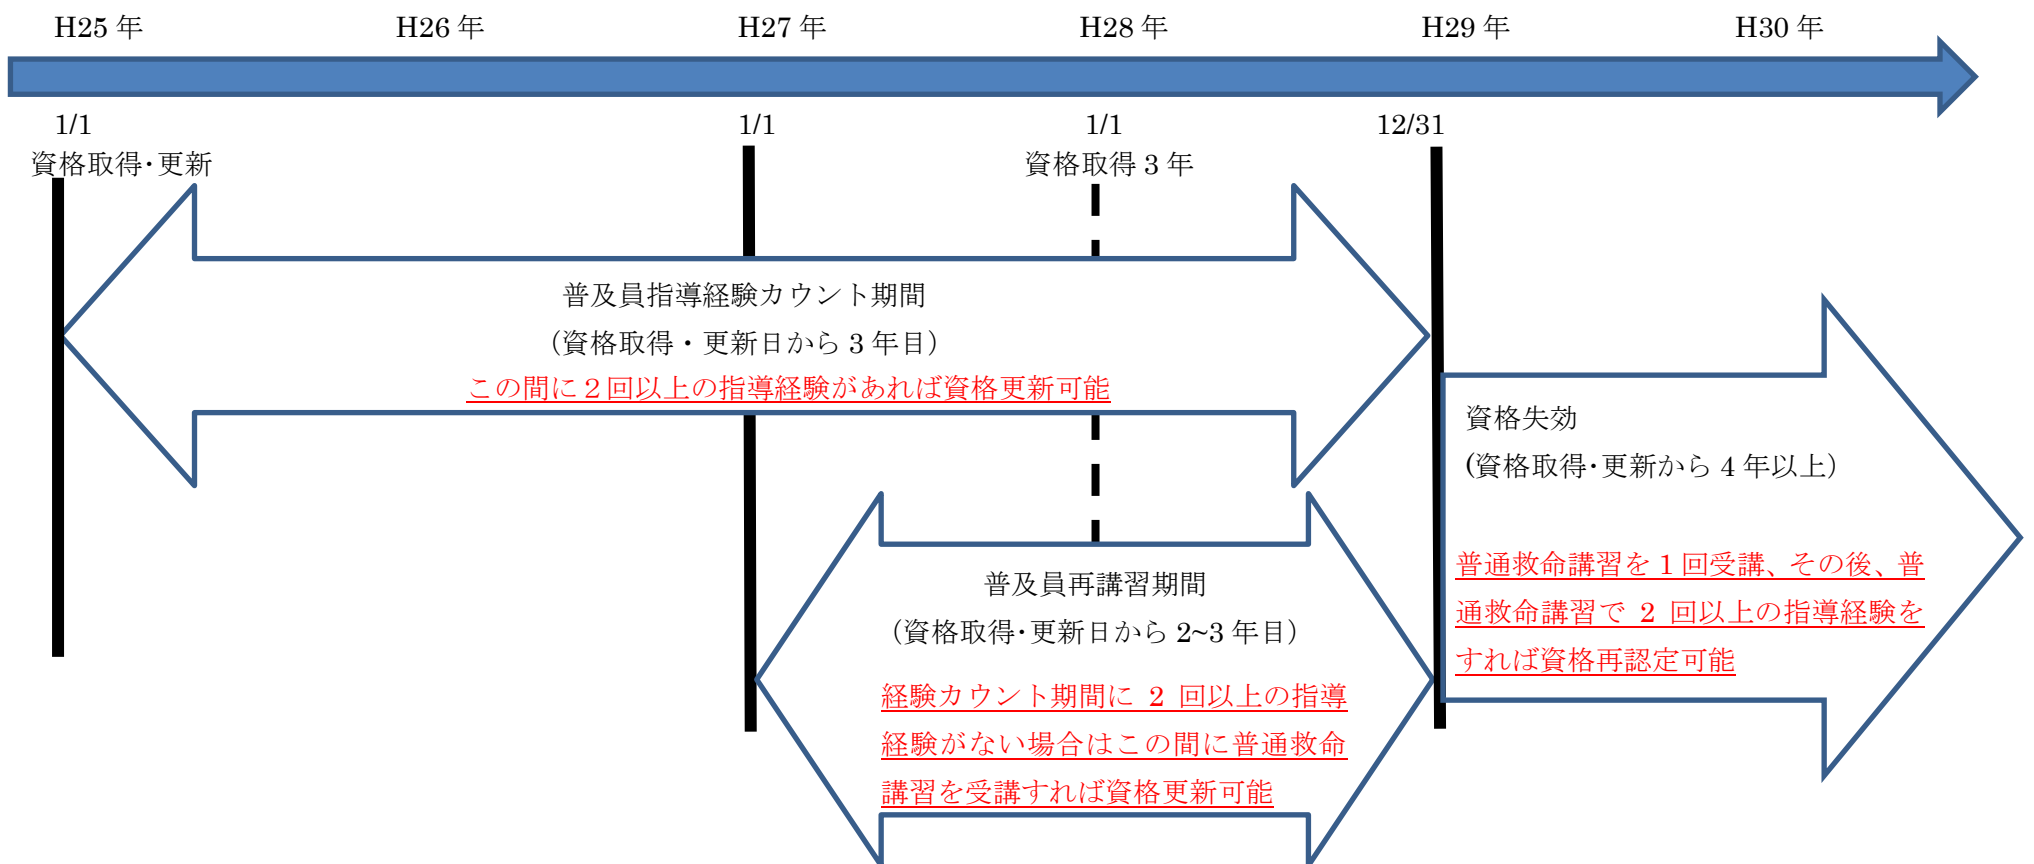 H25 年 H26 年 H27 年 H28 年 H29 年 H30 年
1/1 1/1 1/1 12/31
資格取得･更新 資格取得 3 年
普及員指導経験カウント期間
（資格取得・更新日から 3 年目）
この間に２回以上の指導経験があれば資格更新可能
資格失効
(資格取得･更新から 4 年以上）
普通救命講習を 1 回受講、その後、普
通救命講習で 2 回以上の指導経験を
すれば資格再認定可能
普及員再講習期間
（資格取得･更新日から 2~3 年目）
経験カウント期間に 2 回以上の指導
経験がない場合はこの間に普通救命
講習を受講すれば資格更新可能